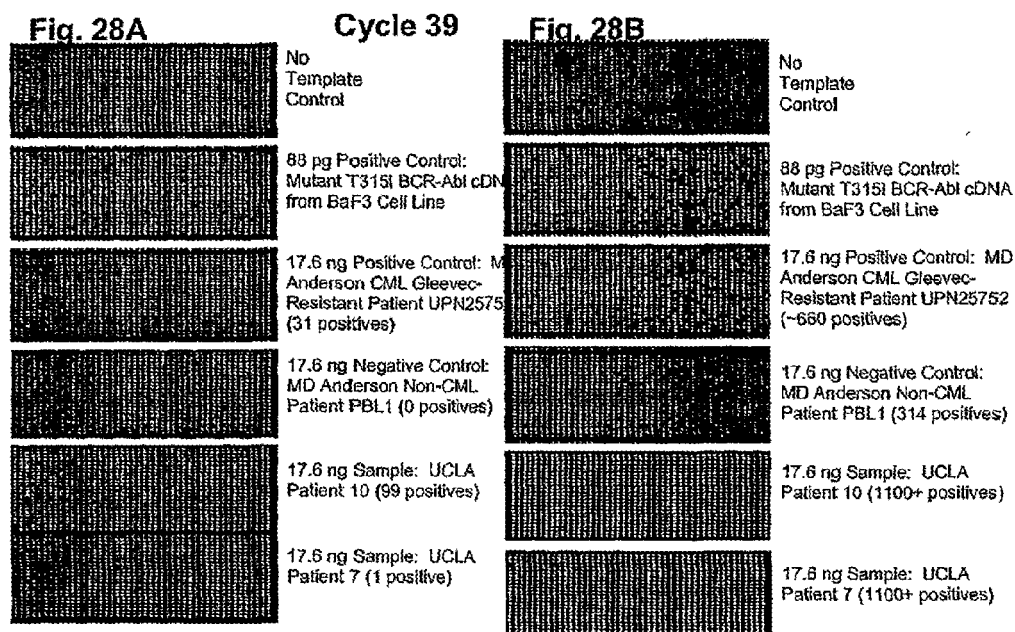 Fig. 28A
Cycle 39
Fig. 28B
No
Template
Control
88 pg Positive Control:
Mutant T315I BCR-Abl cDN
from BaF3 Cell Line
17.6 ng Positive Control: M
Anderson CML Gleevec-
Resistant Patient UPN2575
(31 positives)
17.6 ng Negative Control:
MD Anderson Non-CML
Patient PBL1 (0 positives)
17.6 ng Sample: UCLA
Patient 10 (99 positives)
17.6 ng Sample: UCLA
Patient 7 (1 positive)
No
Template
Control
88 pg Positive Control:
Mutant T315I BCR-Abl cDNA
from BaF3 Cell Line
17.6 ng Positive Control: MD
Anderson CML Gleevec-
Resistant Patient UPN25752
(~660 positives)
17.6 ng Negative Control:
MD Anderson Non-CML
Patient PBL1 (314 positives)
17.6 ng Sample: UCLA
Patient 10 (1100+ positives)
17.6 ng Sample: UCLA
Patient 7 (1100+ positives)